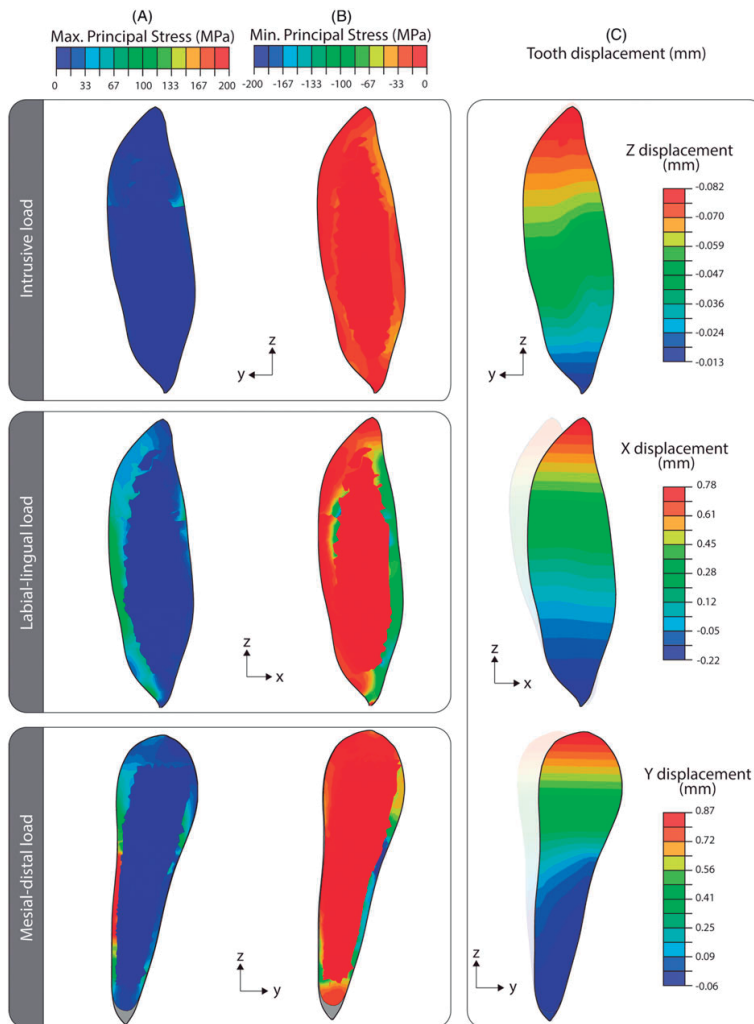 (A)
Max. Principal Stress (MPa)
0 33 67 100 133 167 200
(B)
Min. Principal Stress (MPa)
-200 -167 -133 -100 -67 -33 0
(C)
Tooth displacement (mm)
Intrusive load
z
y
z
y
z
y
Z displacement
(mm)
-0.082
-0.070
-0.059
-0.047
-0.036
-0.024
-0.013
Labial-lingual load
z
x
z
x
X displacement
(mm)
0.78
0.61
0.45
0.28
0.12
-0.05
-0.22
Mesial-distal load
z
y
z
y
Y displacement
(mm)
0.87
0.72
0.56
0.41
0.25
0.09
-0.06